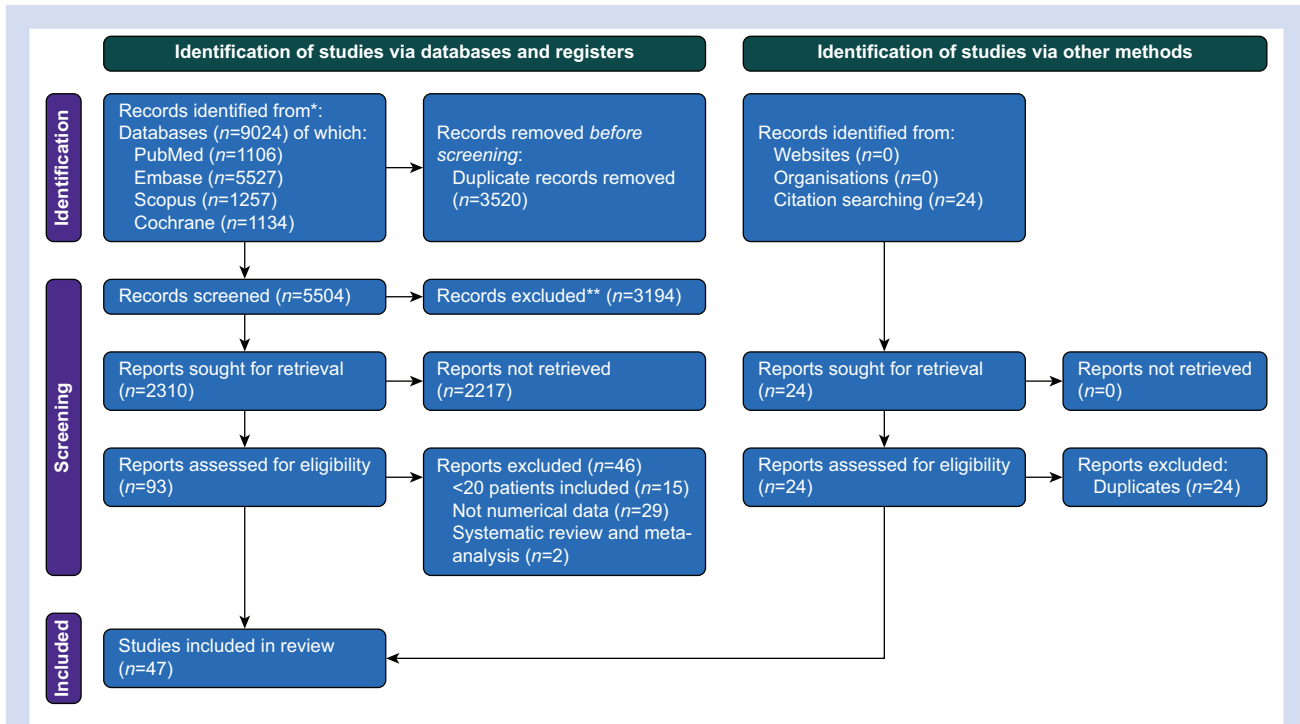 Identification of studies via databases and registers
Identification of studies via other methods
Identification
Records identified from*:
Databases (n=9024) of which:
PubMed (n=1106)
Embase (n=5527)
Scopus (n=1257)
Cochrane (n=1134)
Records removed before
screening:
Duplicate records removed
(n=3520)
Records identified from:
Websites (n=0)
Organisations (n=0)
Citation searching (n=24)
Screening
Records screened (n=5504)
Records excluded** (n=3194)
Reports sought for retrieval
(n=2310)
Reports not retrieved
(n=2217)
Reports sought for retrieval
(n=24)
Reports not retrieved
(n=0)
Reports assessed for eligibility
(n=93)
Reports excluded (n=46)
<20 patients included (n=15)
Not numerical data (n=29)
Systematic review and meta-
analysis (n=2)
Reports assessed for eligibility
(n=24)
Reports excluded:
Duplicates (n=24)
Included
Studies included in review
(n=47)